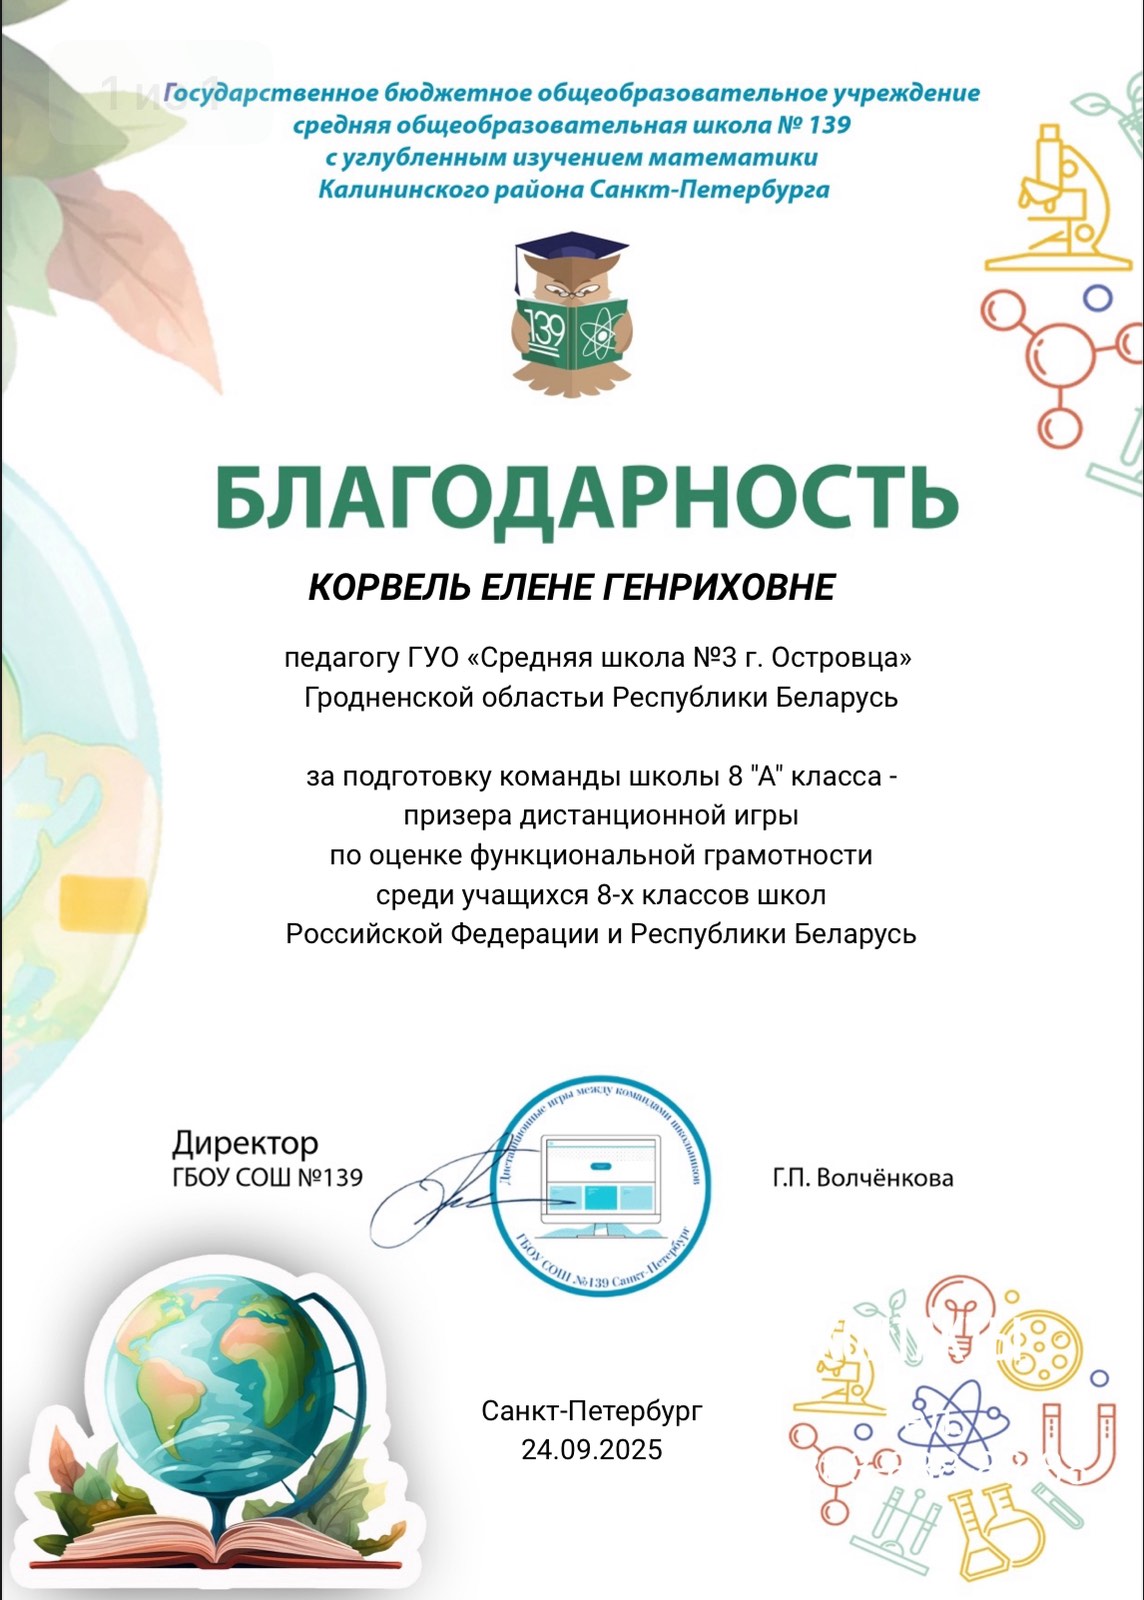 1 из 1
Государственное бюджетное общеобразовательное учреждение
средняя общеобразовательная школа № 139
с углубленным изучением математики
Калининского района Санкт-Петербурга
139
БЛАГОДАРНОСТЬ
КОРВЕЛЬ ЕЛЕНЕ ГЕНРИХОВНЕ
педагогу ГУО «Средняя школа №3 г. Островца»
Гродненской областьи Республики Беларусь
за подготовку команды школы 8 "А" класса -
призера дистанционной игры
по оценке функциональной грамотности
среди учащихся 8-х классов школ
Российской Федерации и Республики Беларусь
Директор
ГБОУ СОШ №139
Дистанционные игры между командами школьников
ГБОУ СОШ №139 Санкт-Петербург
Г.П. Волчёнкова
Санкт-Петербург
24.09.2025